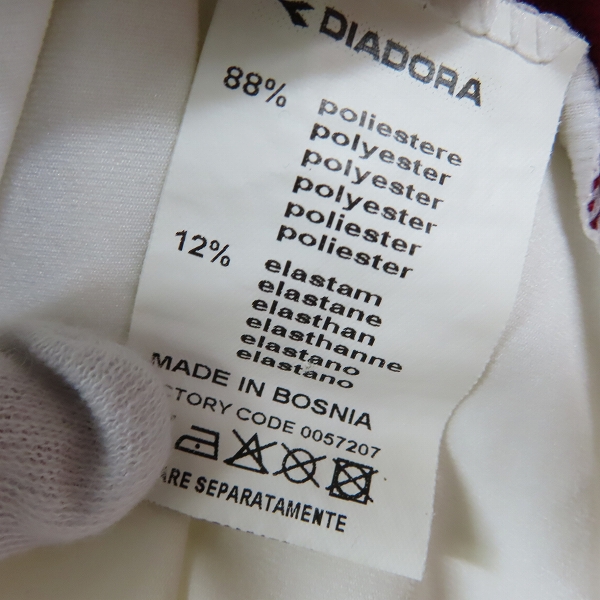 DIADORA
88% poliestere
polyester
polyester
polyester
poliester
poliester
12% elastam
elastane
elasthan
elasthanne
elastano
elastano
MADE IN BOSNIA
CTORY CODE 0057207
ARE SEPARATAMENTE